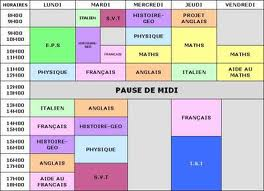 HORAIRES LUNDI MARDI MERCREDI JEUDI VENDREDI
8H00
9H00
ITALIEN S.V.T HISTOIRE-GEO PROJET ANGLAIS
9H00
10H00
E.P.S HISTOIRE-GEO PHYSIQUE MATHS
10H00
11H00
FRANÇAIS MATHS MATHS
11H00
12H00
PHYSIQUE FRANÇAIS ANGLAIS ITALIEN AIDE AU MATHS
12H00
13H00
PAUSE DE MIDI
13H00
14H00
ITALIEN ANGLAIS
14H00
15H00
FRANÇAIS HISTOIRE-GEO FRANÇAIS
15H00
16H00
HISTOIRE-GEO PHYSIQUE
16H00
17H00
ANGLAIS MATHS I.S.I
17H00
18H00
AIDE AU FRANÇAIS S.V.T